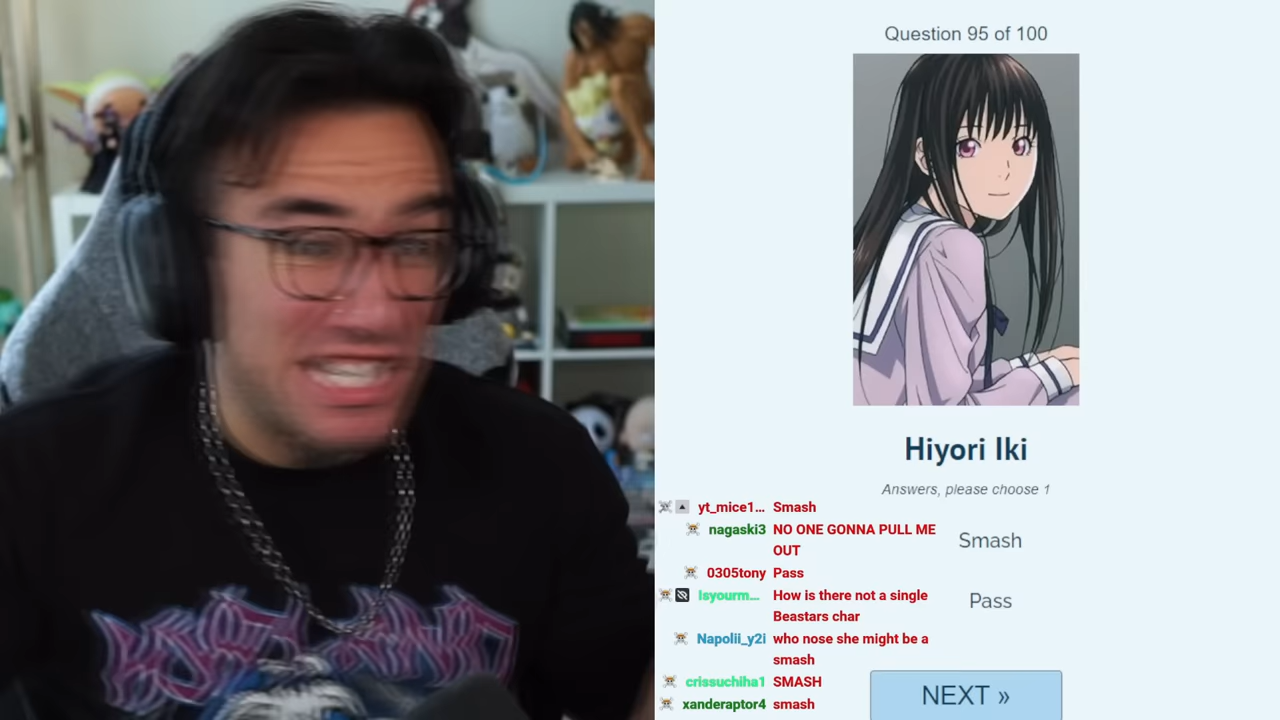 Question 95 of 100
Hiyori Iki
Answers, please choose 1
yt_mice1... Smash
nagaski3 NO ONE GONNA PULL ME
OUT
Smash
0305tony Pass
Isyourm... How is there not a single
Beastars char
Pass
Napolii_y2i who nose she might be a
smash
crissuchiha1 SMASH
xanderaptor4 smash
NEXT »